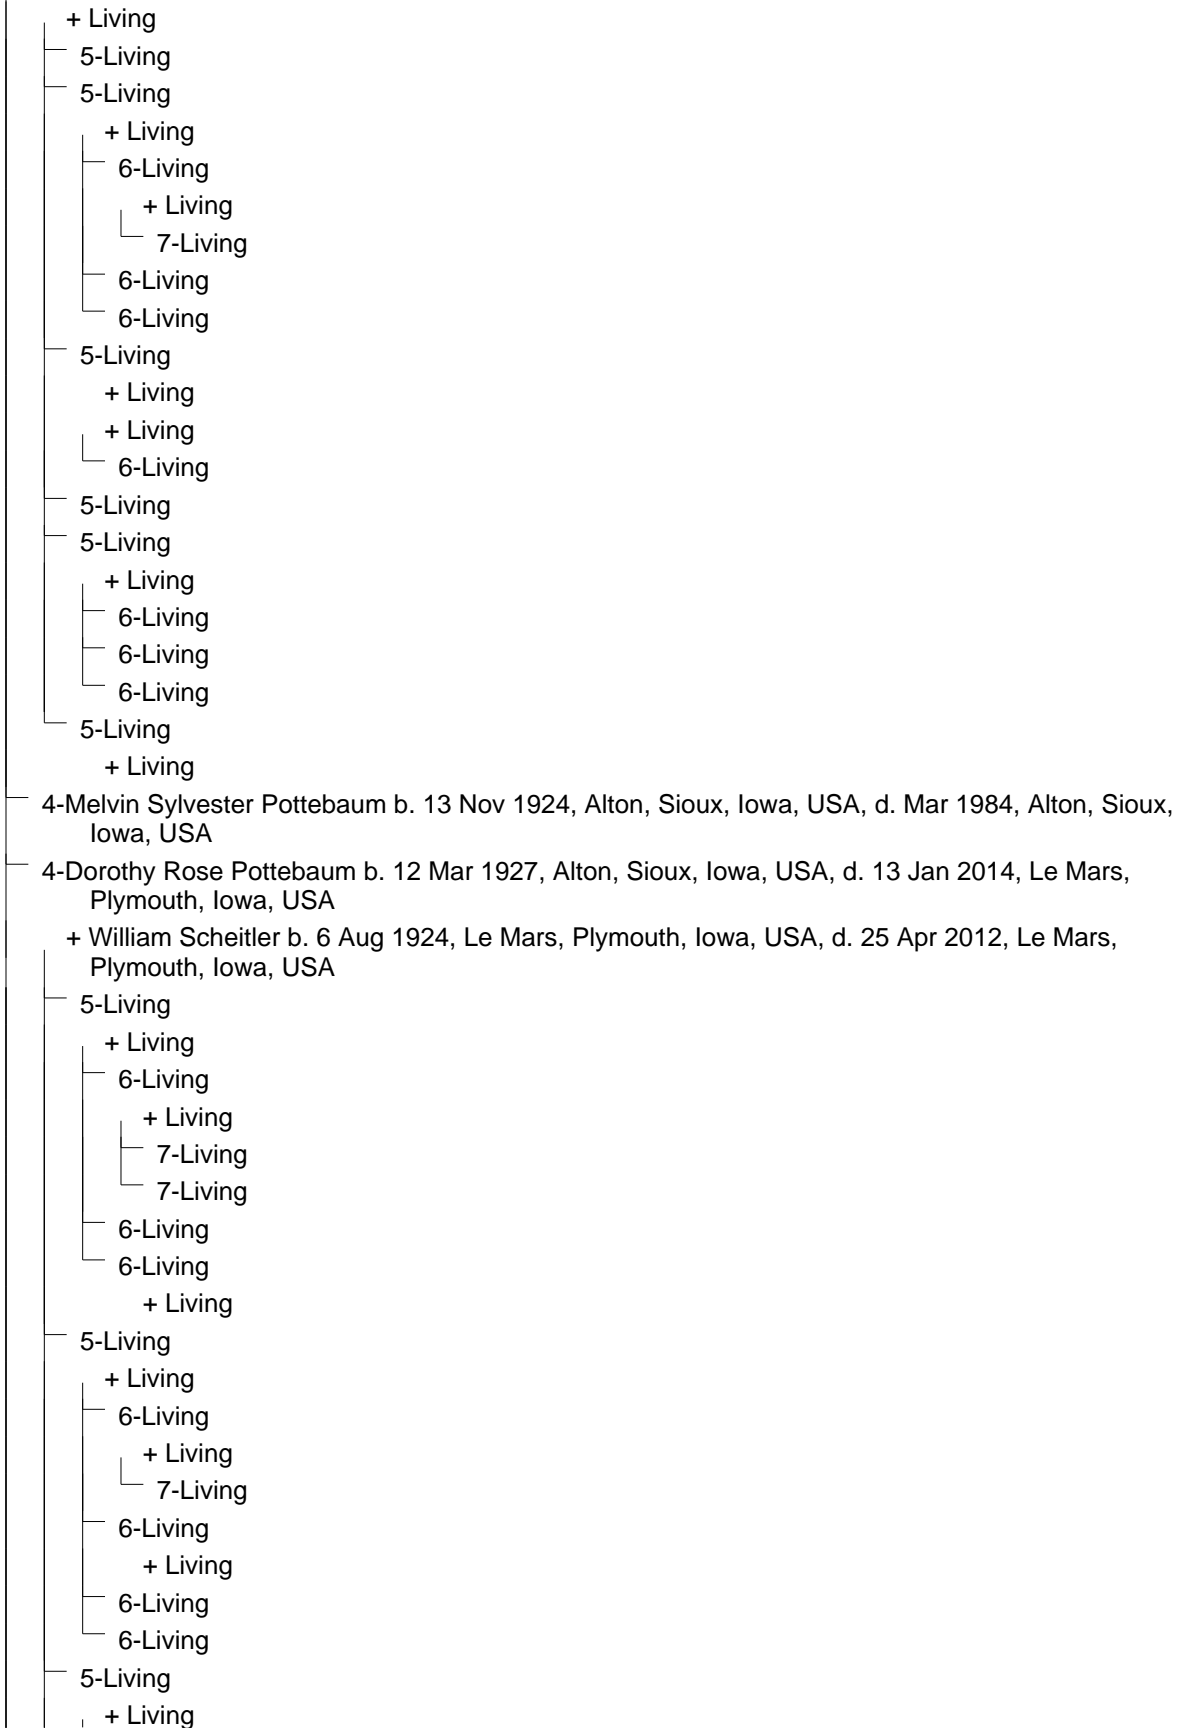 + Living
5-Living
5-Living
+ Living
6-Living
+ Living
7-Living
6-Living
6-Living
5-Living
+ Living
+ Living
6-Living
5-Living
5-Living
+ Living
6-Living
6-Living
6-Living
5-Living
+ Living
4-Melvin Sylvester Pottebaum b. 13 Nov 1924, Alton, Sioux, Iowa, USA, d. Mar 1984, Alton, Sioux,
Iowa, USA
4-Dorothy Rose Pottebaum b. 12 Mar 1927, Alton, Sioux, Iowa, USA, d. 13 Jan 2014, Le Mars,
Plymouth, Iowa, USA
+ William Scheitler b. 6 Aug 1924, Le Mars, Plymouth, Iowa, USA, d. 25 Apr 2012, Le Mars,
Plymouth, Iowa, USA
5-Living
+ Living
6-Living
+ Living
7-Living
7-Living
6-Living
6-Living
+ Living
5-Living
+ Living
6-Living
+ Living
7-Living
6-Living
+ Living
6-Living
6-Living
5-Living
+ Living